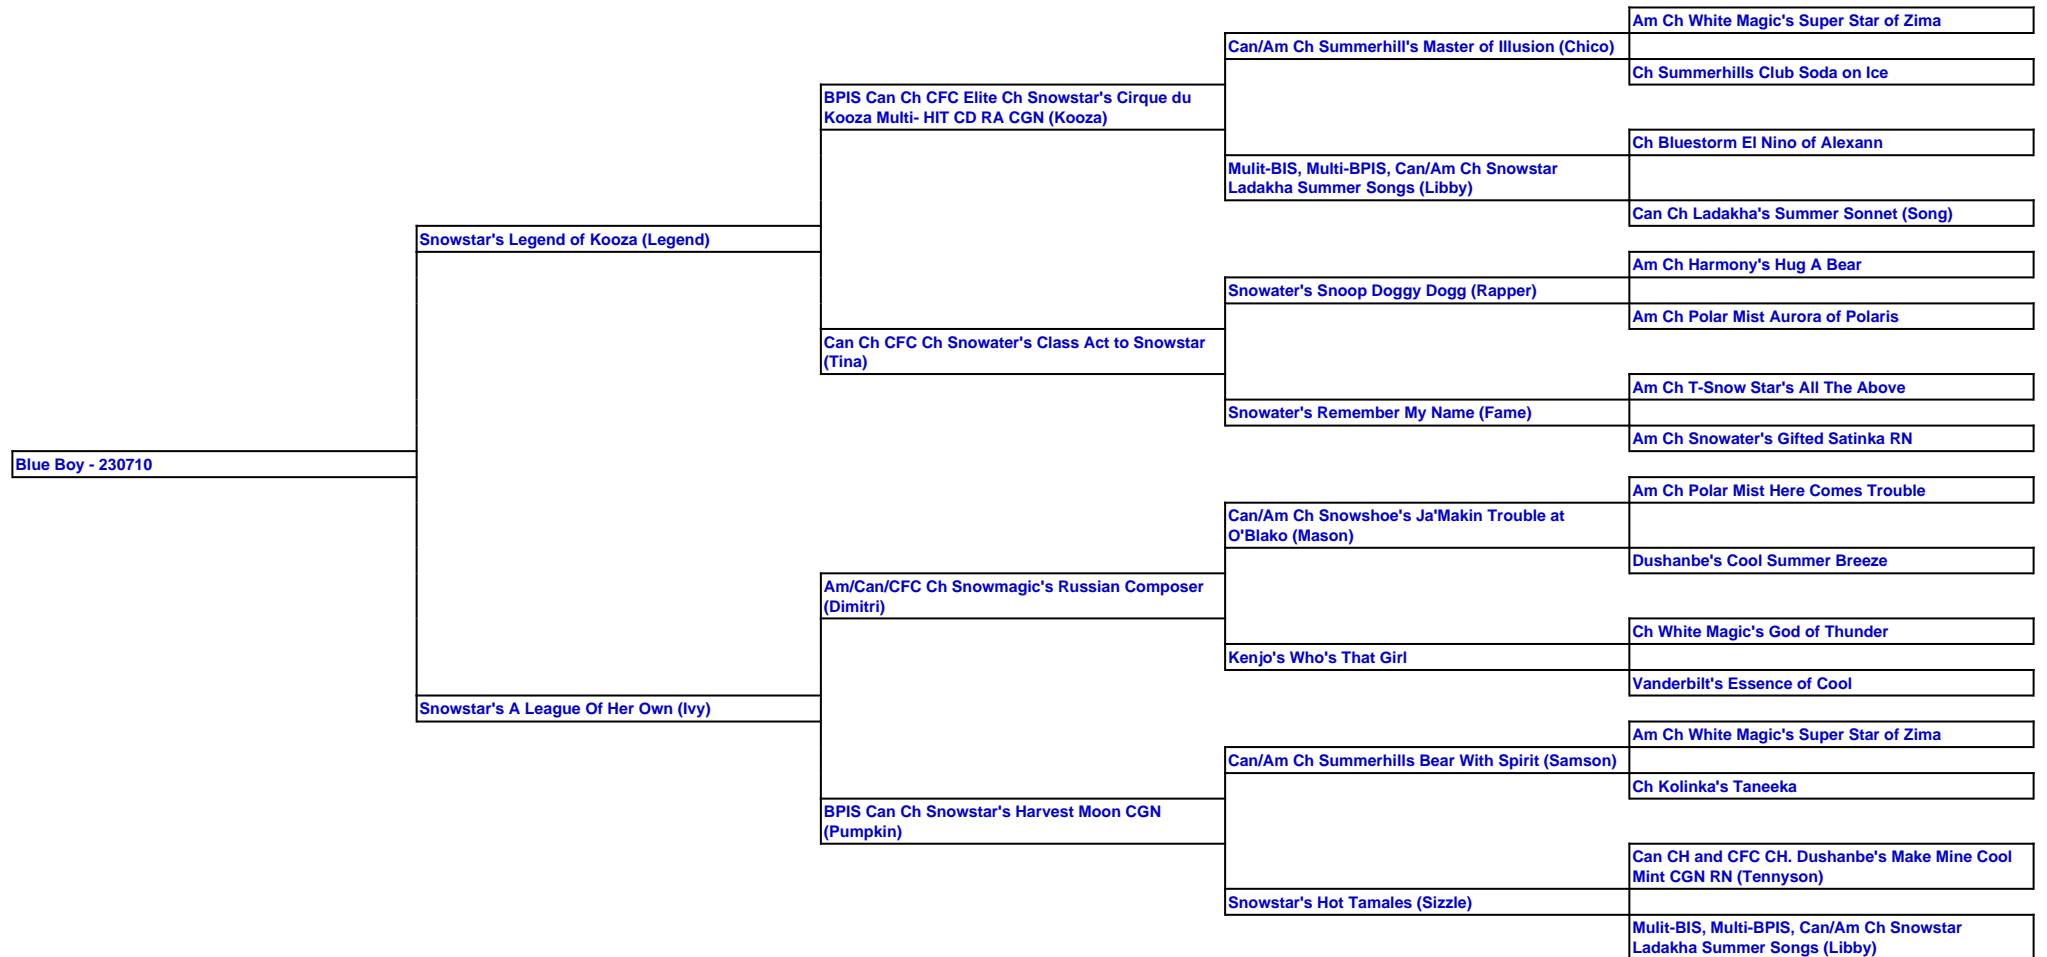 Am Ch White Magic's Super Star of Zima
Can/Am Ch Summerhill's Master of Illusion (Chico)
Ch Summerhills Club Soda on Ice
BPIS Can Ch CFC Elite Ch Snowstar's Cirque du
Kooza Multi- HIT CD RA CGN (Kooza)
Ch Bluestorm El Nino of Alexann
Mulit-BIS, Multi-BPIS, Can/Am Ch Snowstar
Ladakha Summer Songs (Libby)
Can Ch Ladakha's Summer Sonnet (Song)
Snowstar's Legend of Kooza (Legend)
Am Ch Harmony's Hug A Bear
Snowater's Snoop Doggy Dogg (Rapper)
Am Ch Polar Mist Aurora of Polaris
Can Ch CFC Ch Snowater's Class Act to Snowstar
(Tina)
Am Ch T-Snow Star's All The Above
Snowater's Remember My Name (Fame)
Am Ch Snowater's Gifted Satinka RN
Blue Boy - 230710
Am Ch Polar Mist Here Comes Trouble
Can/Am Ch Snowshoe's Ja'Makin Trouble at
O'Blako (Mason)
Dushanbe's Cool Summer Breeze
Am/Can/CFC Ch Snowmagic's Russian Composer
(Dimitri)
Ch White Magic's God of Thunder
Kenjo's Who's That Girl
Vanderbilt's Essence of Cool
Snowstar's A League Of Her Own (Ivy)
Am Ch White Magic's Super Star of Zima
Can/Am Ch Summerhills Bear With Spirit (Samson)
Ch Kolinka's Taneeka
BPIS Can Ch Snowstar's Harvest Moon CGN
(Pumpkin)
Can CH and CFC CH. Dushanbe's Make Mine Cool
Mint CGN RN (Tennyson)
Snowstar's Hot Tamales (Sizzle)
Mulit-BIS, Multi-BPIS, Can/Am Ch Snowstar
Ladakha Summer Songs (Libby)